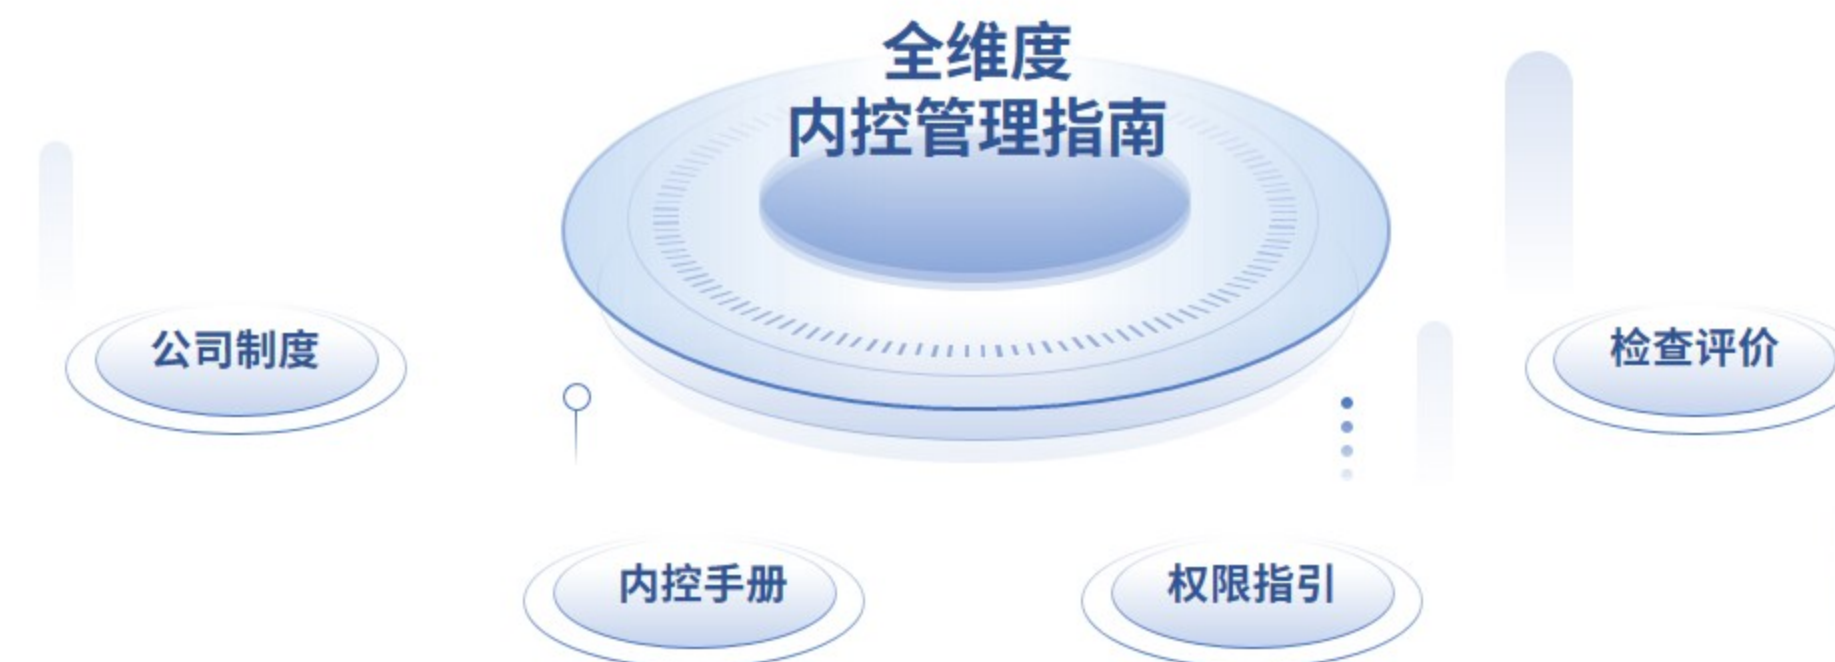 全维度
内控管理指南
公司制度
检查评价
内控手册
权限指引